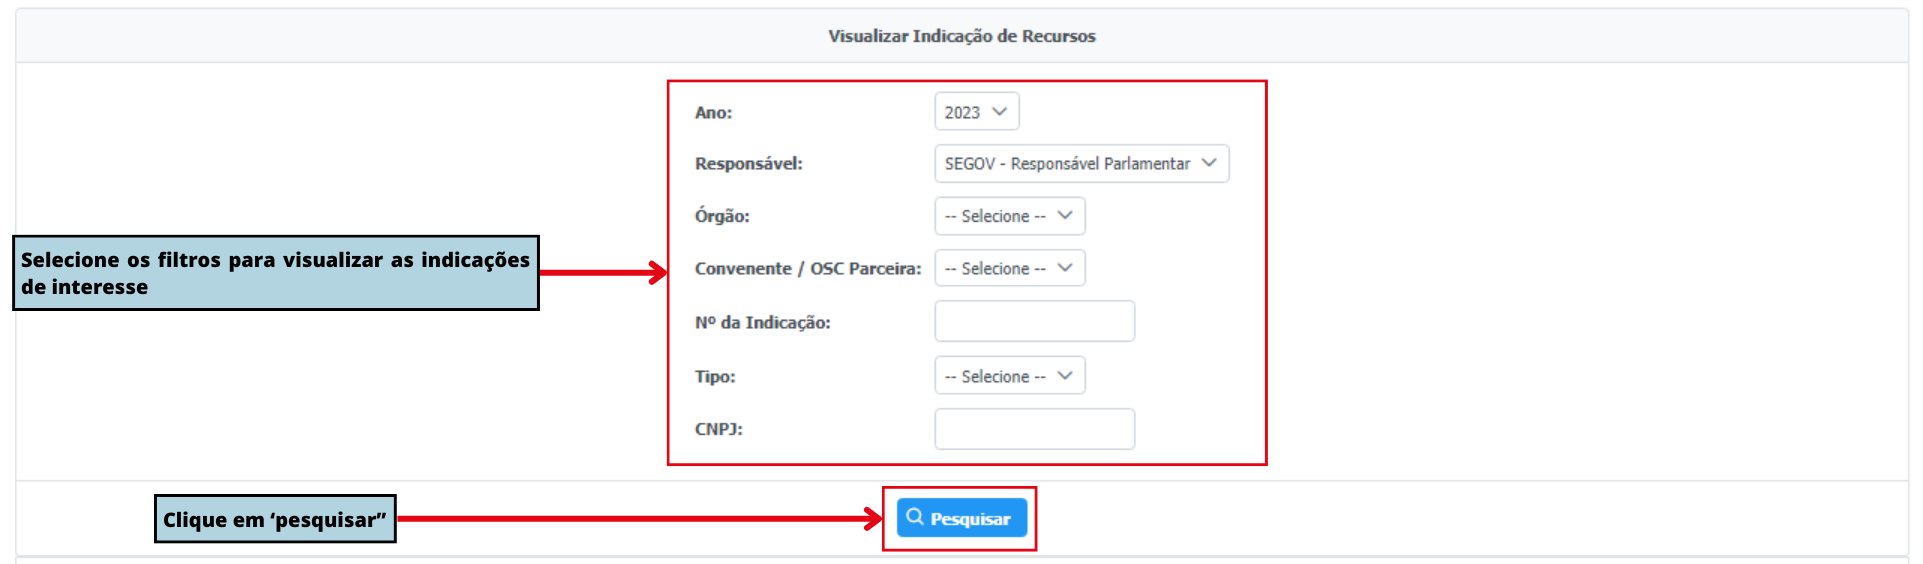 Visualizar Indicação de Recursos
Ano: 2023
Responsável: SEGOV - Responsável Parlamentar
Órgão: -- Selecione --
Selecione os filtros para visualizar as indicações
de interesse
Convenente / OSC Parceira: -- Selecione --
Nº da Indicação:
Tipo: -- Selecione --
CNPJ:
Clique em ‘pesquisar”
Pesquisar